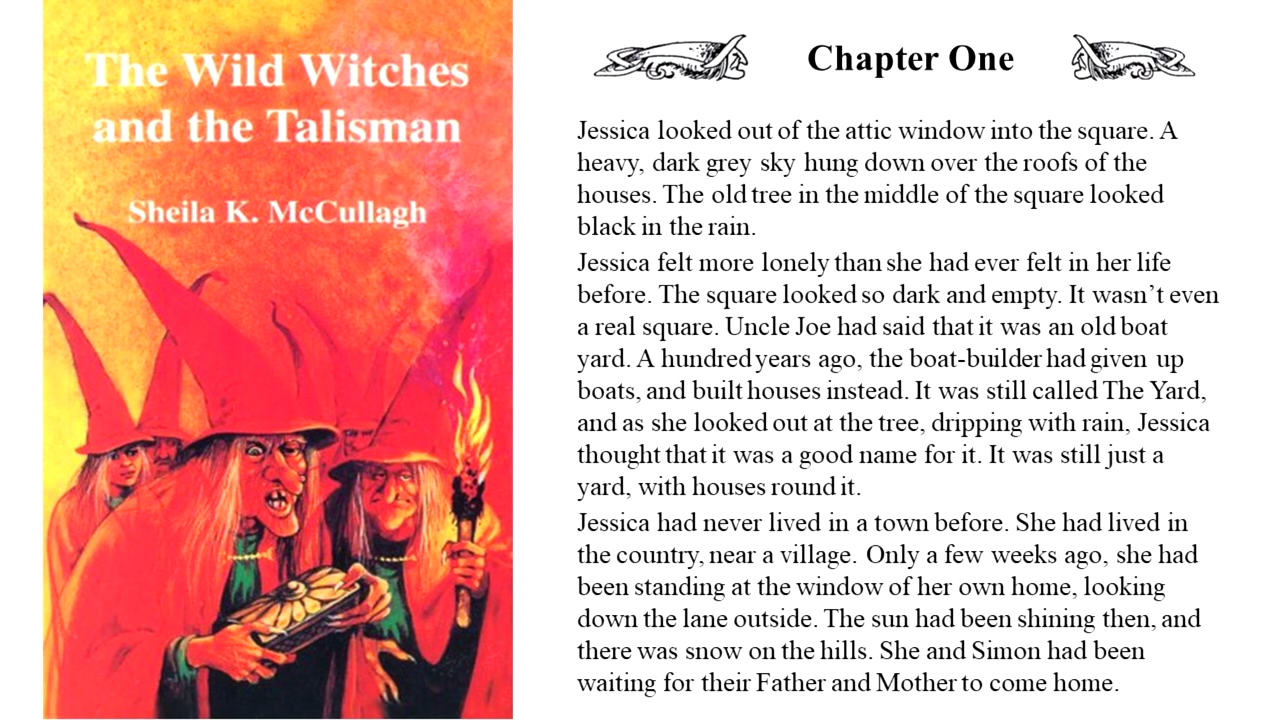 The Wild Witches
and the Talisman
Sheila K. McCullagh
Chapter One
Jessica looked out of the attic window into the square. A
heavy, dark grey sky hung down over the roofs of the
houses. The old tree in the middle of the square looked
black in the rain.
Jessica felt more lonely than she had ever felt in her life
before. The square looked so dark and empty. It wasn’t even
a real square. Uncle Joe had said that it was an old boat
yard. A hundred years ago, the boat-builder had given up
boats, and built houses instead. It was still called The Yard,
and as she looked out at the tree, dripping with rain, Jessica
thought that it was a good name for it. It was still just a
yard, with houses round it.
Jessica had never lived in a town before. She had lived in
the country, near a village. Only a few weeks ago, she had
been standing at the window of her own home, looking
down the lane outside. The sun had been shining then, and
there was snow on the hills. She and Simon had been
waiting for their Father and Mother to come home.